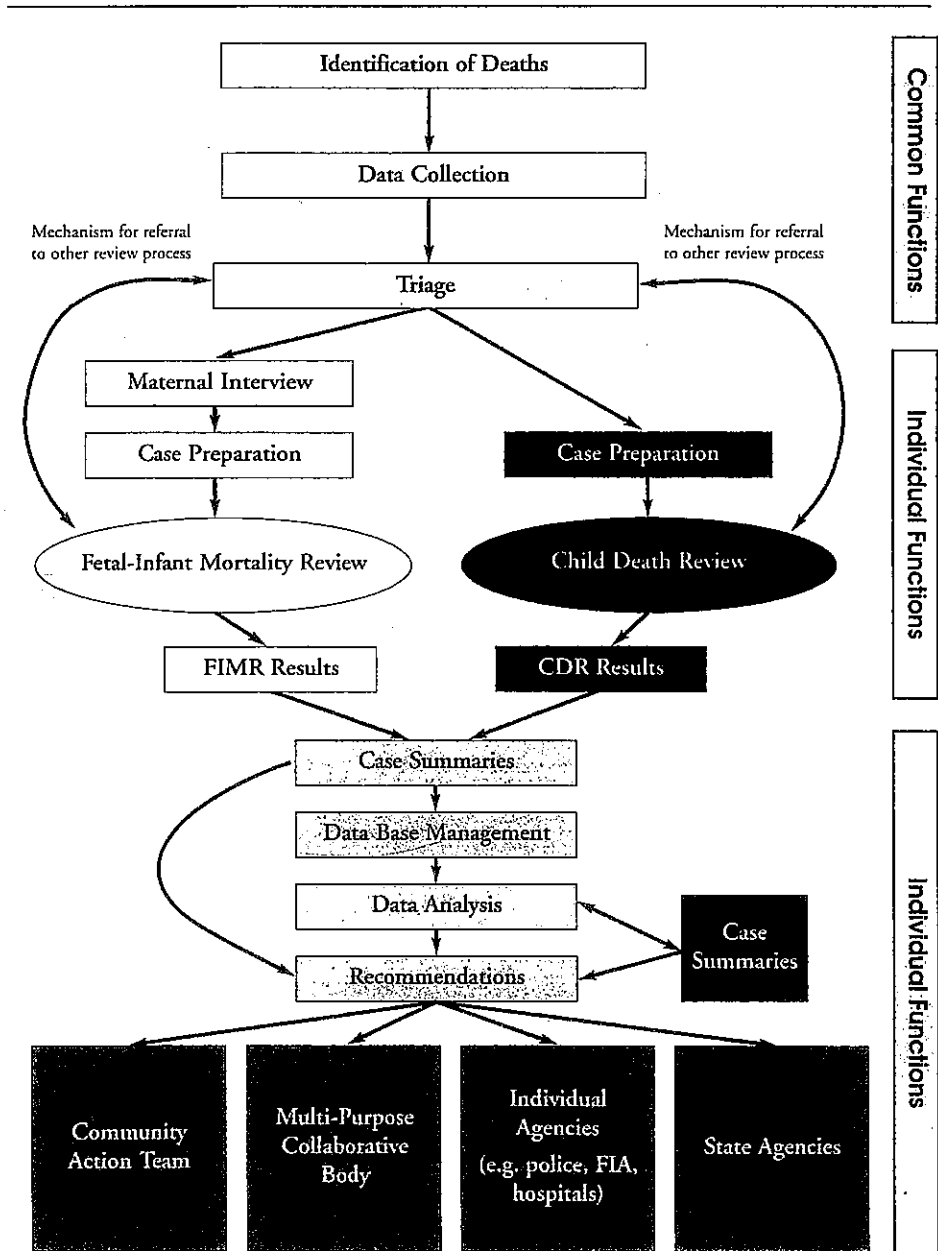 Identification of Deaths
Data Collection
Mechanism for referral
to other review process
Mechanism for referral
to other review process
Triage
Maternal Interview
Case Preparation
Case Preparation
Fetal-Infant Mortality Review
Child Death Review
FIMR Results
CDR Results
Case Summaries
Data Base Management
Data Analysis
Case
Summaries
Recommendations
Community
Action Team
Multi-Purpose
Collaborative
Body
Individual
Agencies
(e.g. police, FIA,
hospitals)
State Agencies
Common Functions
Individual Functions
Individual Functions